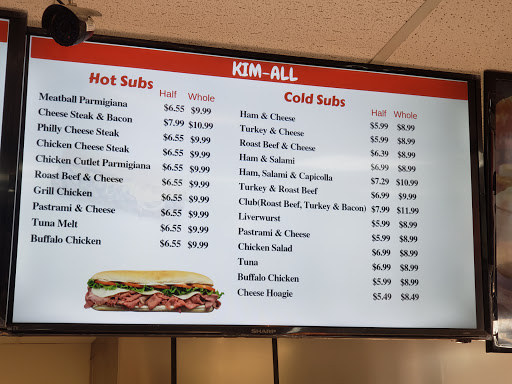 KIM-ALL
Hot Subs Half Whole
Meatball Parmigiana $6.55 $9.99
Cheese Steak & Bacon $7.99 $10.99
Philly Cheese Steak $6.55 $9.99
Chicken Cheese Steak $6.55 $9.99
Chicken Cutlet Parmigiana $6.55 $9.99
Roast Beef & Cheese $6.55 $9.99
Grill Chicken $6.55 $9.99
Pastrami & Cheese $6.55 $9.99
Tuna Melt $6.55 $9.99
Buffalo Chicken $6.55 $9.99
Cold Subs Half Whole
Ham & Cheese $5.99 $8.99
Turkey & Cheese $5.99 $8.99
Roast Beef & Cheese $6.39 $8.99
Ham & Salami $6.99 $8.99
Ham, Salami & Capicolla $7.29 $10.99
Turkey & Roast Beef $6.99 $9.99
Club(Roast Beef, Turkey & Bacon) $7.99 $11.99
Liverwurst $5.99 $8.99
Pastrami & Cheese $5.99 $8.99
Chicken Salad $6.99 $8.99
Tuna $6.99 $8.99
Buffalo Chicken $5.99 $8.99
Cheese Hoagie $5.49 $8.49
SHARP